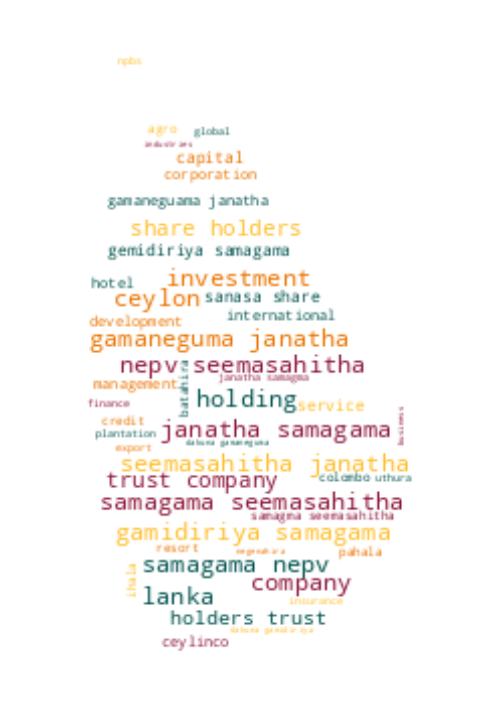 npbs
agro global
industries
capital
corporation
gamaneguama janatha
share holders
gemidiriya samagama
investment
hotel
ceylon sanasa share
international
development
gamaneguma janatha
nepv seemasahitha
janatha samagma
management
batahira
holding
finance
service
business
credit
janatha samagama
plantation
dakuna gamaneguma
export
seemasahitha janatha
trust company
colombo uthura
samagama seemasahitha
samagma seemasahitha
gamidiriya samagama
resort
pahala
samagama nepv
ihala
company
lanka
insurance
holders trust
dakuna gamidiriya
ceylinco